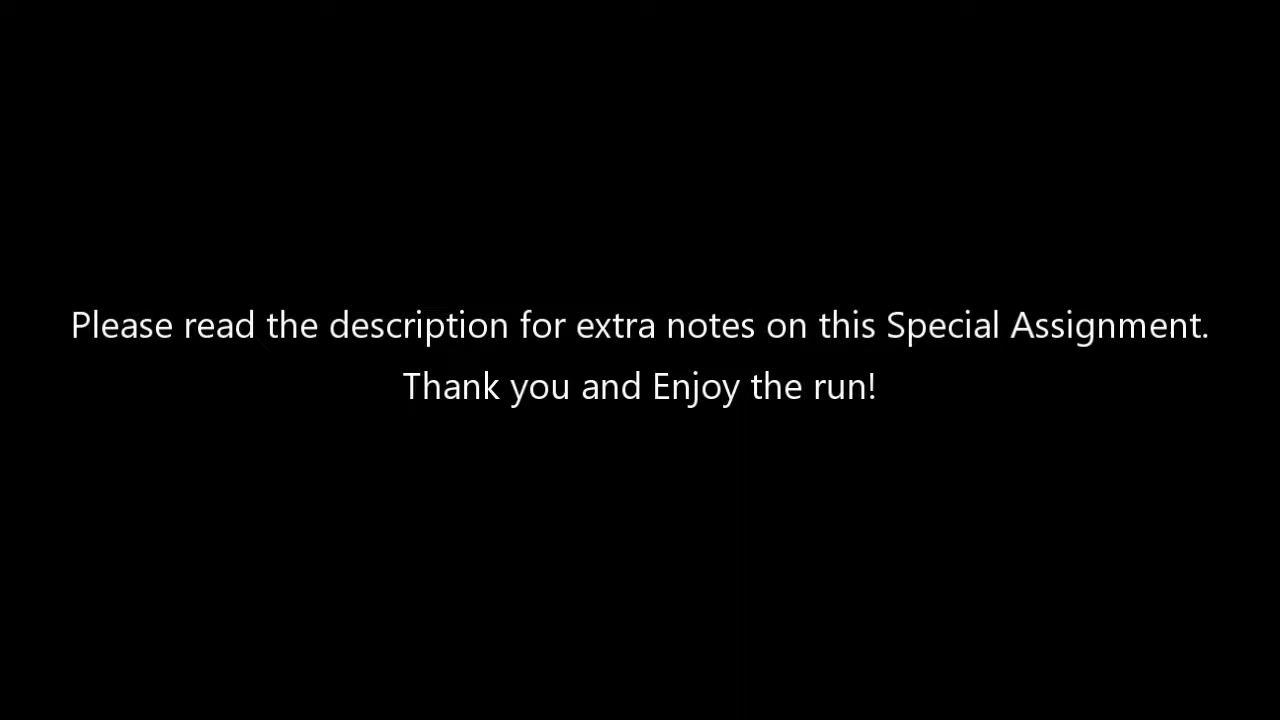 Please read the description for extra notes on this Special Assignment.
Thank you and Enjoy the run!